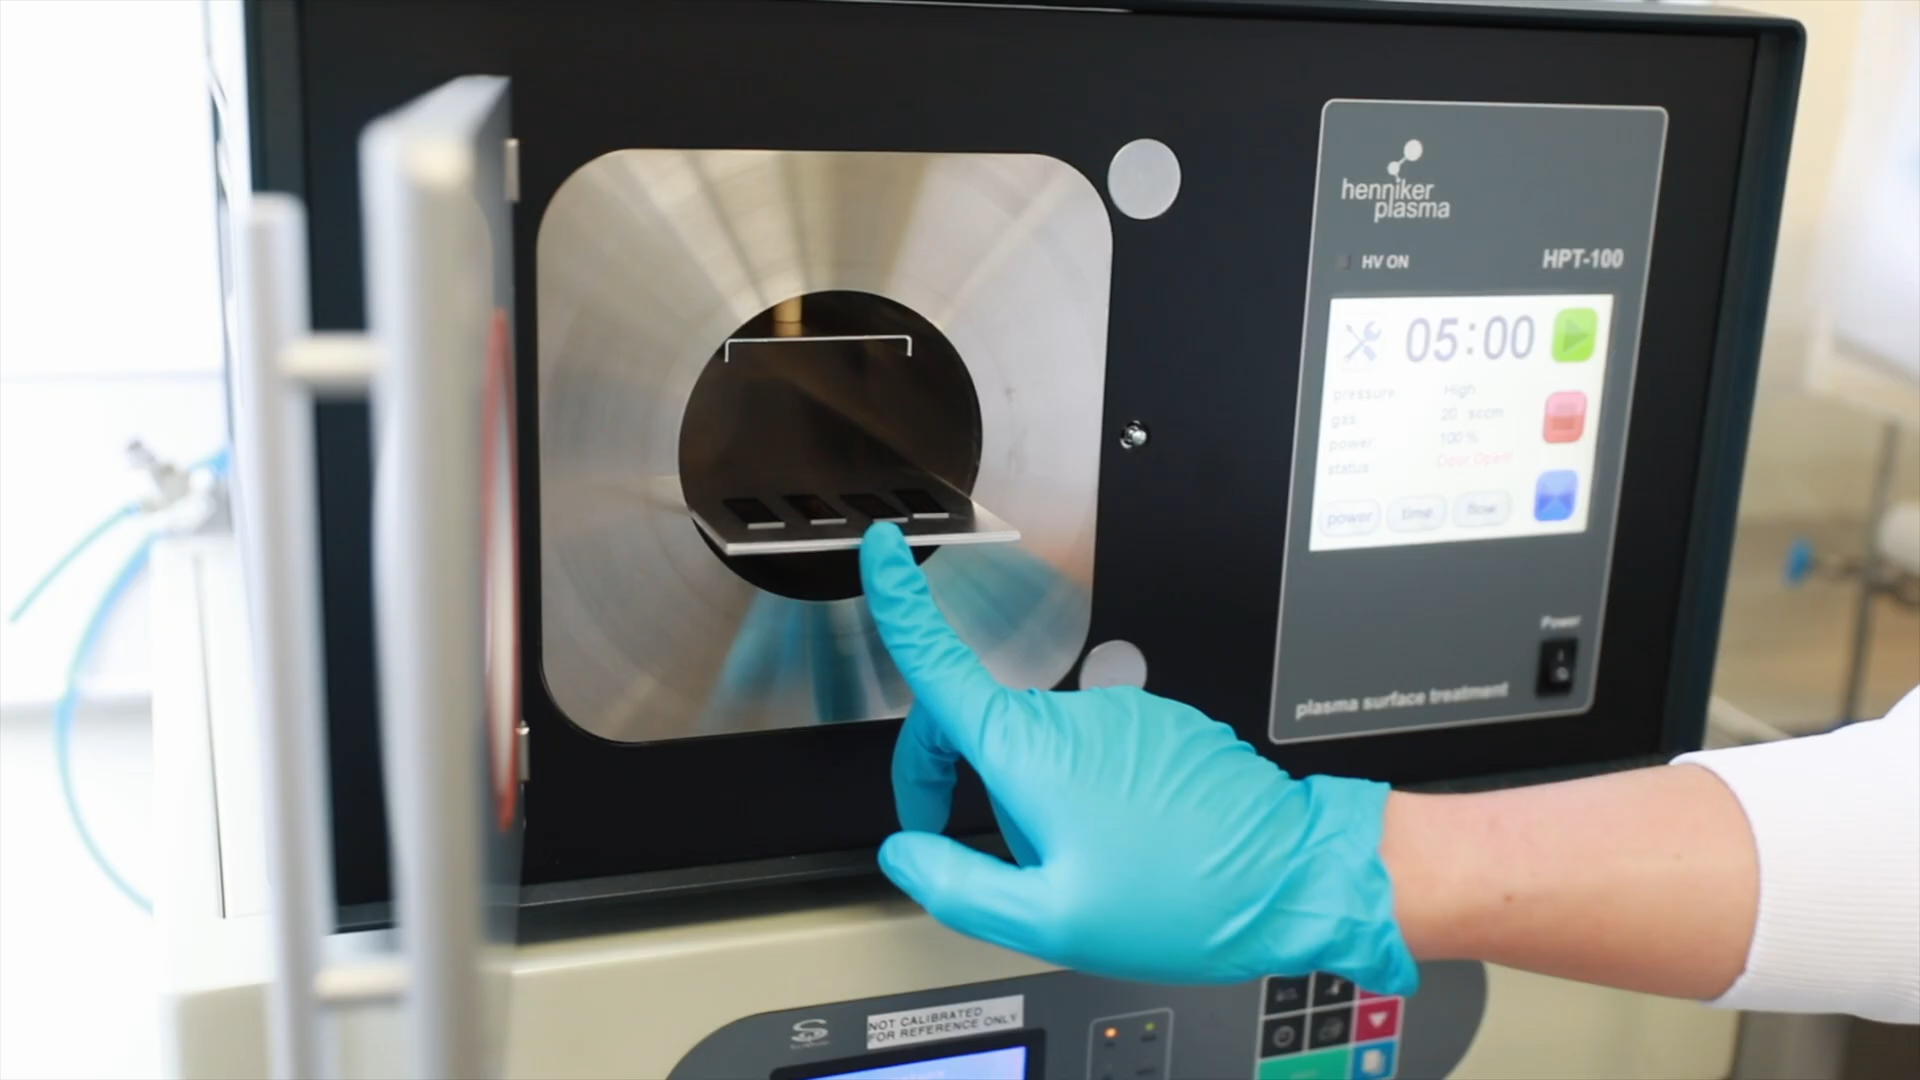 henniker
plasma
HV ON
HPT-100
05:00
pressure High
gas 20 sccm
power 100 %
status Door Open!
power time flow
Power
plasma surface treatment
NOT CALIBRATED
FOR REFERENCE ONLY